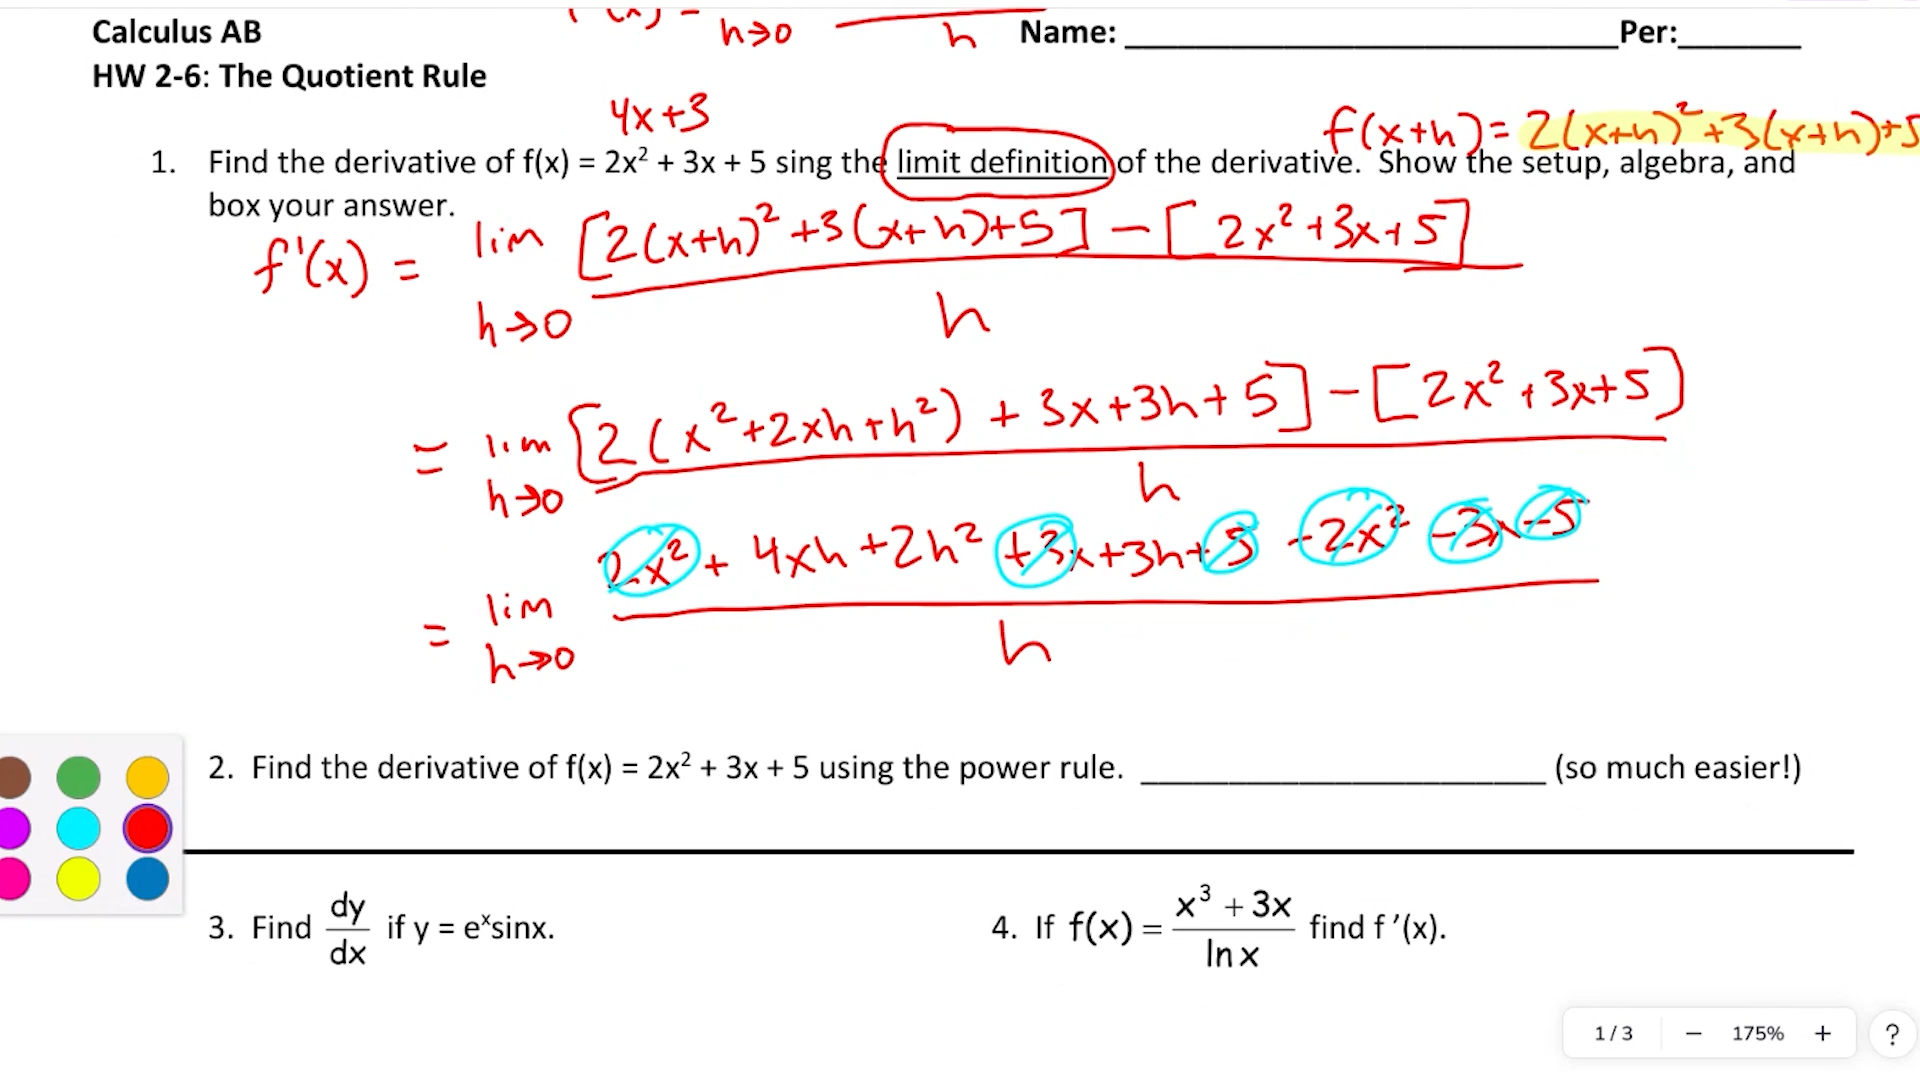 h→0
h
Calculus AB
Name: ____________________ Per:_______
HW 2-6: The Quotient Rule
4x+3
f(x+h)= 2(x+h)²+3(x+h)+5
1. Find the derivative of f(x) = 2x² + 3x + 5 sing the limit definition of the derivative. Show the setup, algebra, and
box your answer.
f'(x) = lim [2(x+h)²+3(x+h)+5] - [2x²+3x+5]
h→0 h
= lim [2(x²+2xh+h²) + 3x+3h+5] - [2x²+3x+5]
h→0 h
= lim 2x² + 4xh+2h² +3x+3h+5 -2x² -3x -5
h→0 h
2. Find the derivative of f(x) = 2x² + 3x + 5 using the power rule. ____________________ (so much easier!)
3. Find dy/dx if y = eˣsinx.
4. If f(x) = (x³ + 3x)/(ln x) find f '(x).
1 / 3 − 175% + ?